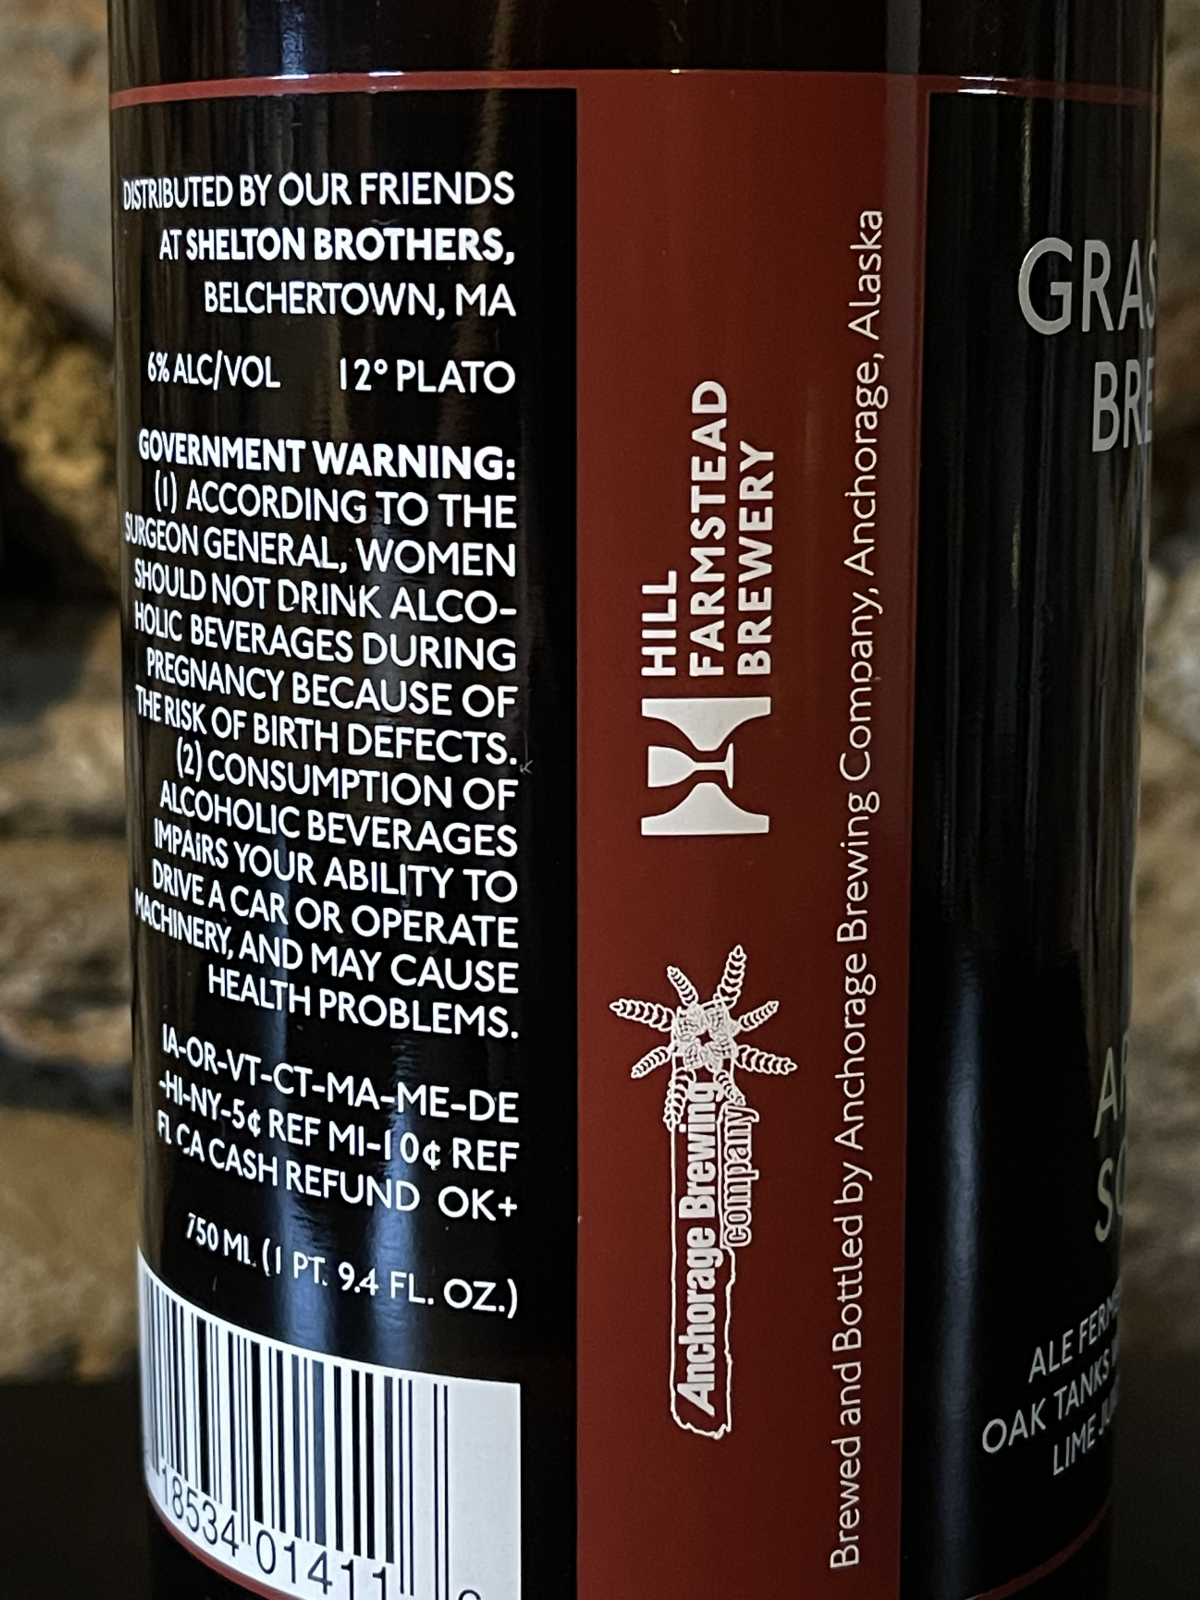 DISTRIBUTED BY OUR FRIENDS
AT SHELTON BROTHERS,
BELCHERTOWN, MA
6% ALC/VOL 12° PLATO
GOVERNMENT WARNING:
(1) ACCORDING TO THE
SURGEON GENERAL, WOMEN
SHOULD NOT DRINK ALCO-
HOLIC BEVERAGES DURING
PREGNANCY BECAUSE OF
THE RISK OF BIRTH DEFECTS.
(2) CONSUMPTION OF
ALCOHOLIC BEVERAGES
IMPAiRS YOUR ABILITY TO
DRIVE A CAR OR OPERATE
MACHINERY, AND MAY CAUSE
HEALTH PROBLEMS.
IA-OR-VT-CT-MA-ME-DE
-HI-NY-5¢ REF MI-10¢ REF
FL CA CASH REFUND OK+
750 ML (1 PT. 9.4 FL. OZ.)
18534 01411
HILL
FARMSTEAD
BREWERY
Anchorage Brewing
company
Brewed and Bottled by Anchorage Brewing Company, Anchorage, Alaska
GRAS
BRE
ALE FERM
OAK TANKS
LIME